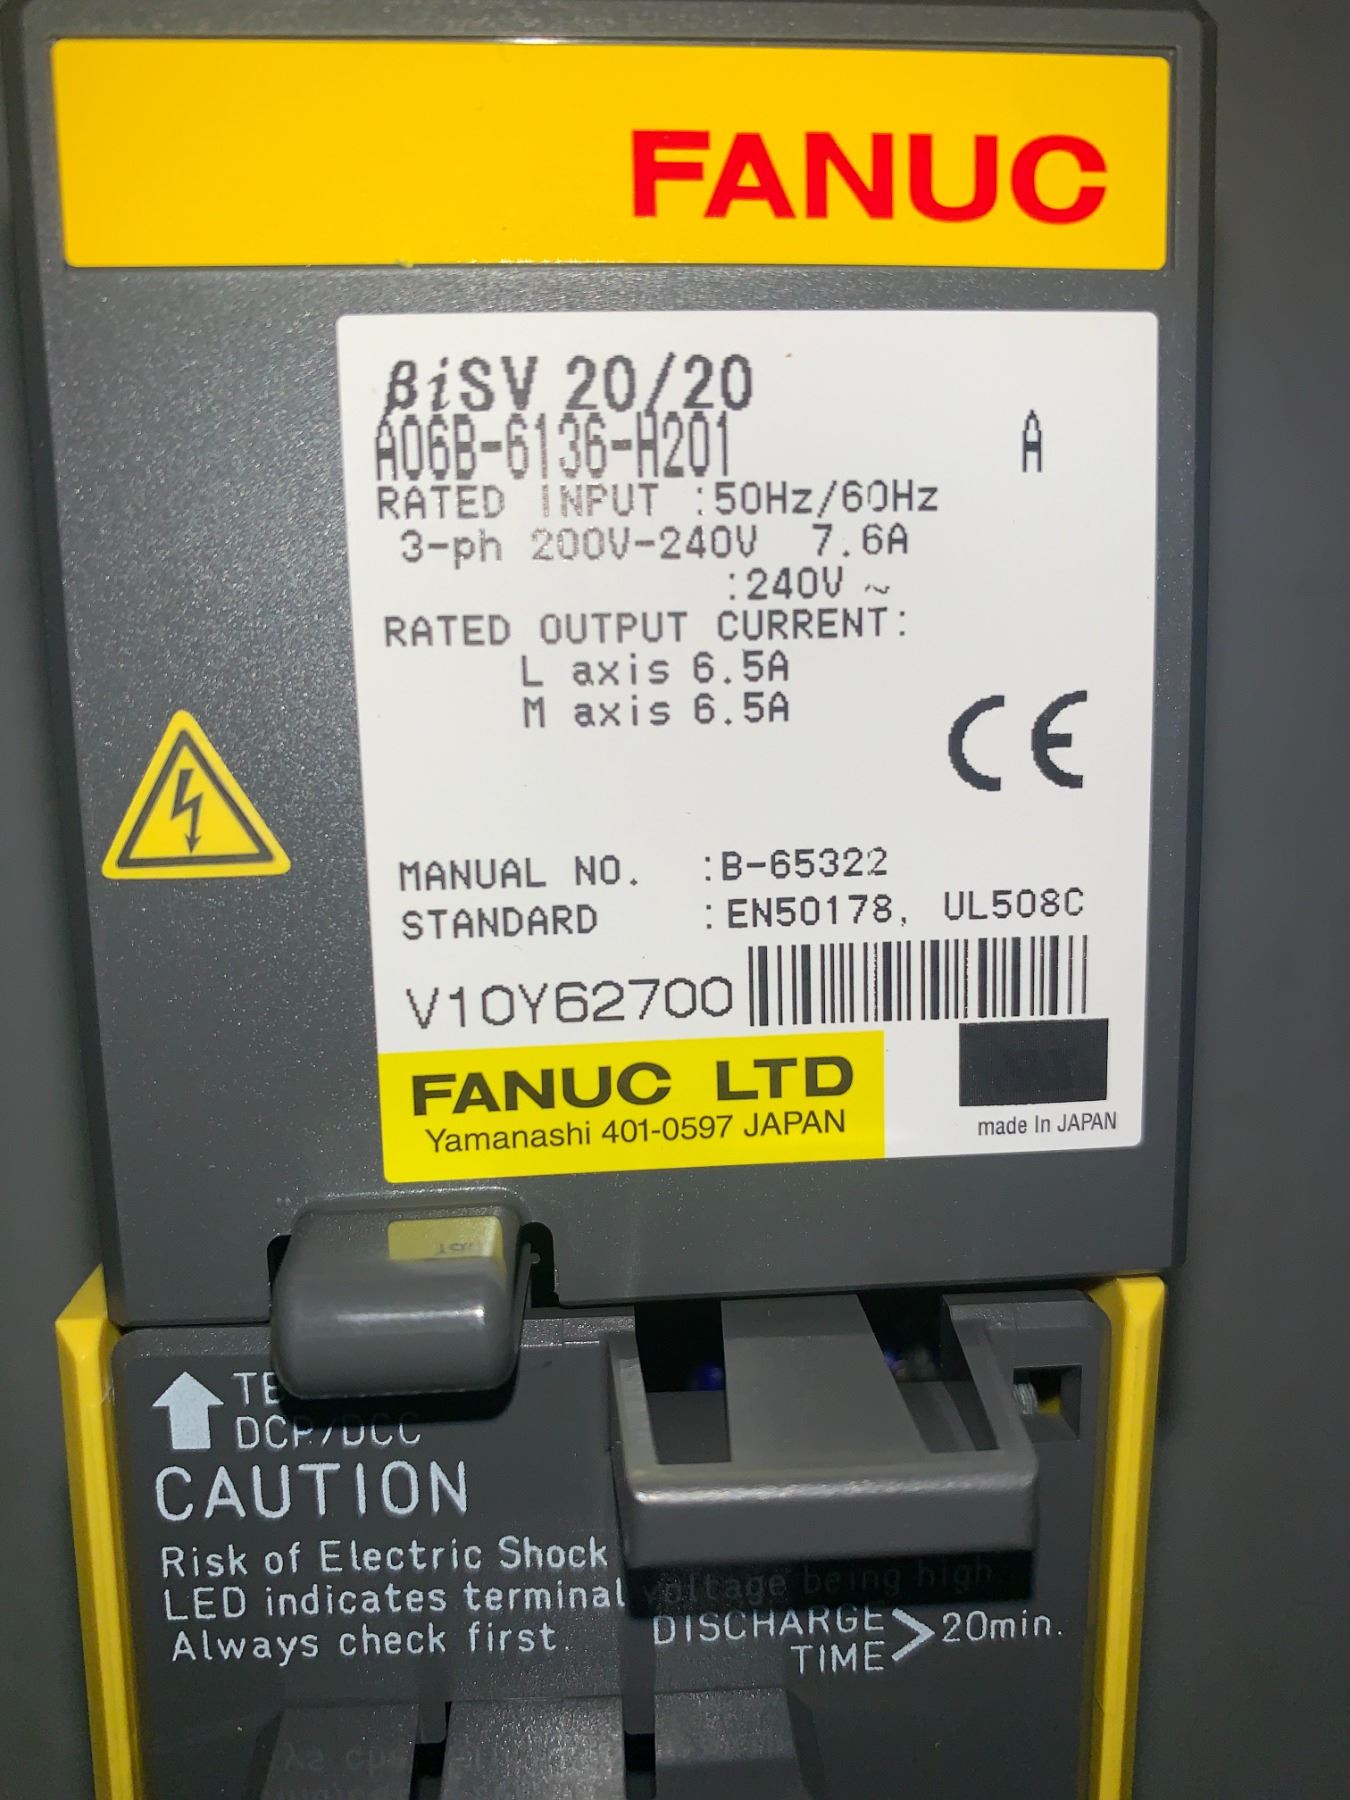 FANUC
βiSV 20/20
A06B-6136-H201 A
RATED INPUT :50Hz/60Hz
3-ph 200V-240V 7.6A
:240V ~
RATED OUTPUT CURRENT:
L axis 6.5A
M axis 6.5A
CE
MANUAL NO. :B-65322
STANDARD :EN50178, UL508C
V10Y62700
FANUC LTD
Yamanashi 401-0597 JAPAN
made In JAPAN
DCP/DCC
CAUTION
Risk of Electric Shock
LED indicates terminal voltage being high
Always check first.
DISCHARGE TIME > 20min.